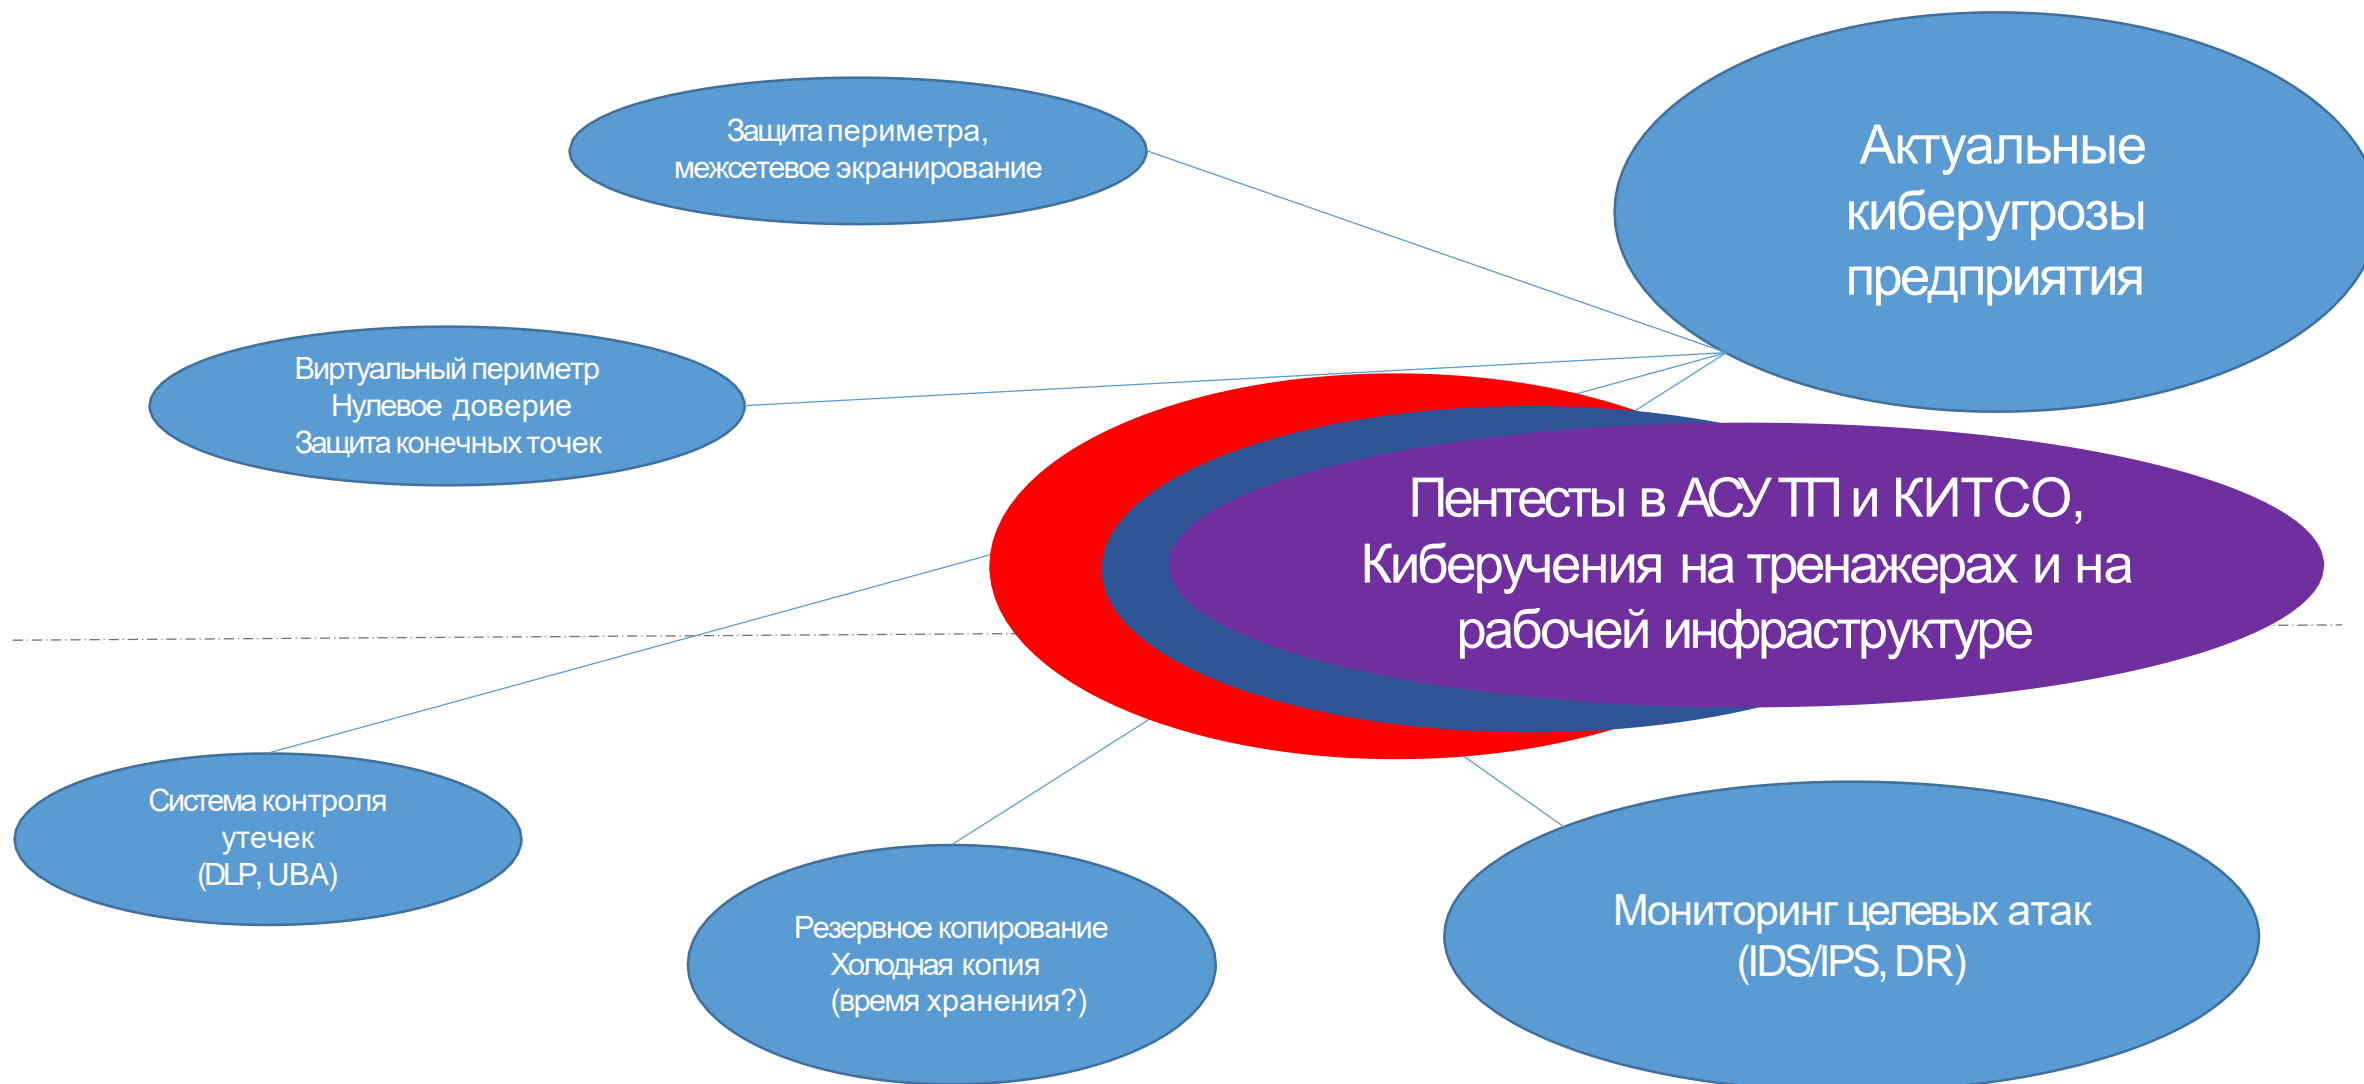 Защита периметра,
межсетевое экранирование
Актуальные
киберугрозы
предприятия
Виртуальный периметр
Нулевое доверие
Защита конечных точек
Пентесты в АСУ ТП и КИТСО,
Киберучения на тренажерах и на
рабочей инфраструктуре
Система контроля
утечек
(DLP, UBA)
Резервное копирование
Холодная копия
(время хранения?)
Мониторинг целевых атак
(IDS/IPS, DR)